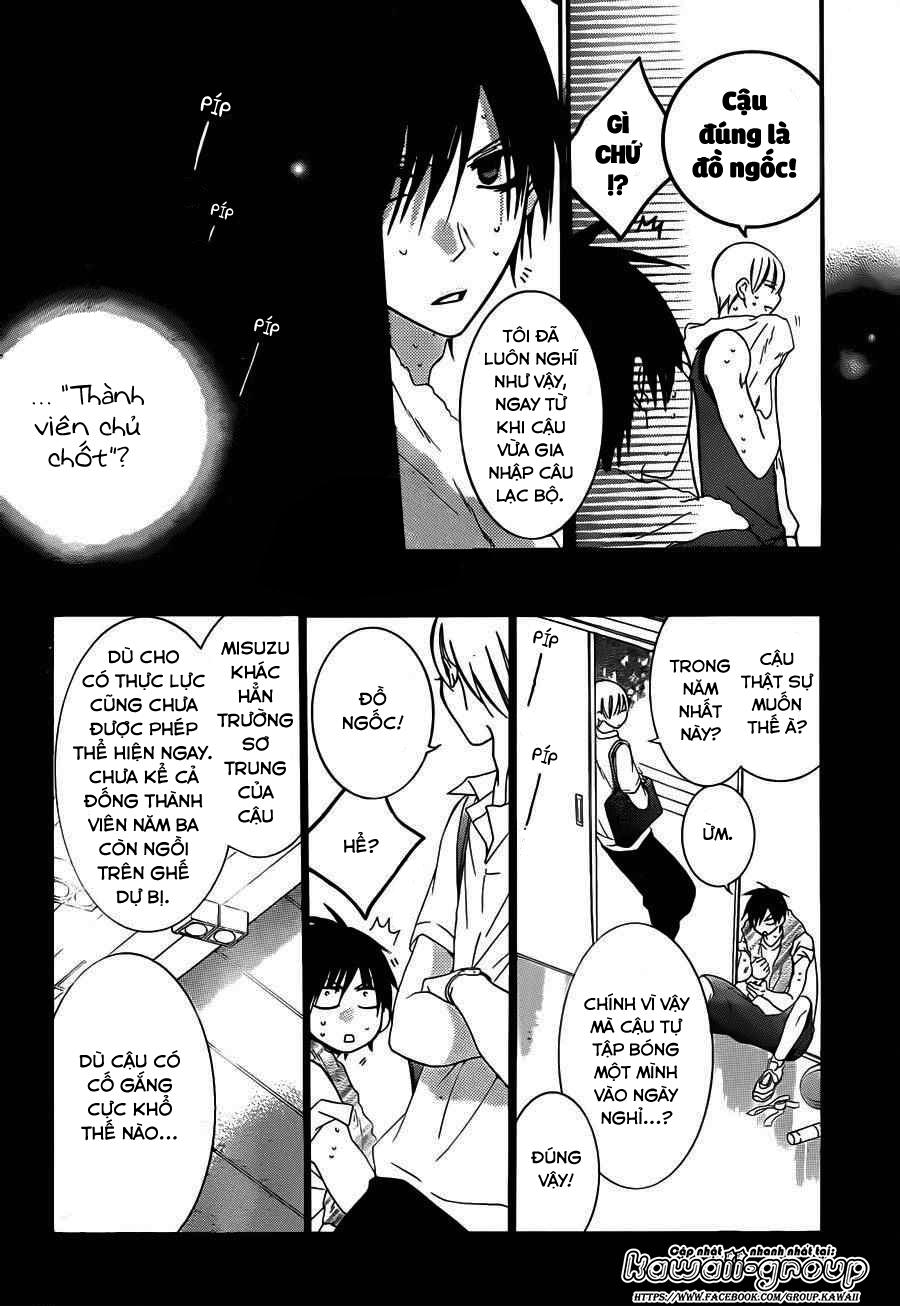 Cậu
đúng là
đồ ngốc!
GÌ
CHỨ
!?
TÔI ĐÃ
LUÔN NGHĨ
NHƯ VẬY,
NGAY TỪ
KHI CẬU
VỪA GIA
NHẬP CÂU
LẠC BỘ.
PÍP
PÍP
PÍP
... "Thành
viên chủ
chốt"?
CẬU
THẬT SỰ
MUỐN
THẾ À?
TRONG
NĂM
NHẤT
NÀY?
ỪM.
PÍP
PÍP
CHÍNH VÌ VẬY
MÀ CẬU TỰ
TẬP BÓNG
MỘT MÌNH
VÀO NGÀY
NGHỈ...?
ĐÚNG
VẬY!
ĐỒ
NGỐC!
HỂ?
MISUZU
KHÁC
HẲN
TRƯỜNG
SƠ
TRUNG
CỦA
CẬU
DÙ CHO
CÓ THỰC LỰC
CŨNG CHƯA
ĐƯỢC PHÉP
THỂ HIỆN NGAY.
CHƯA KỂ CẢ
ĐỐNG THÀNH
VIÊN NĂM BA
CÒN NGỒI
TRÊN GHẾ
DỰ BỊ.
DÙ CẬU CÓ
CỐ GẮNG
CỰC KHỔ
THẾ NÀO...
Cập nhật nhanh nhất tại:
kawaii-group
HTTPS://WWW.FACEBOOK.COM/GROUP.KAWAII